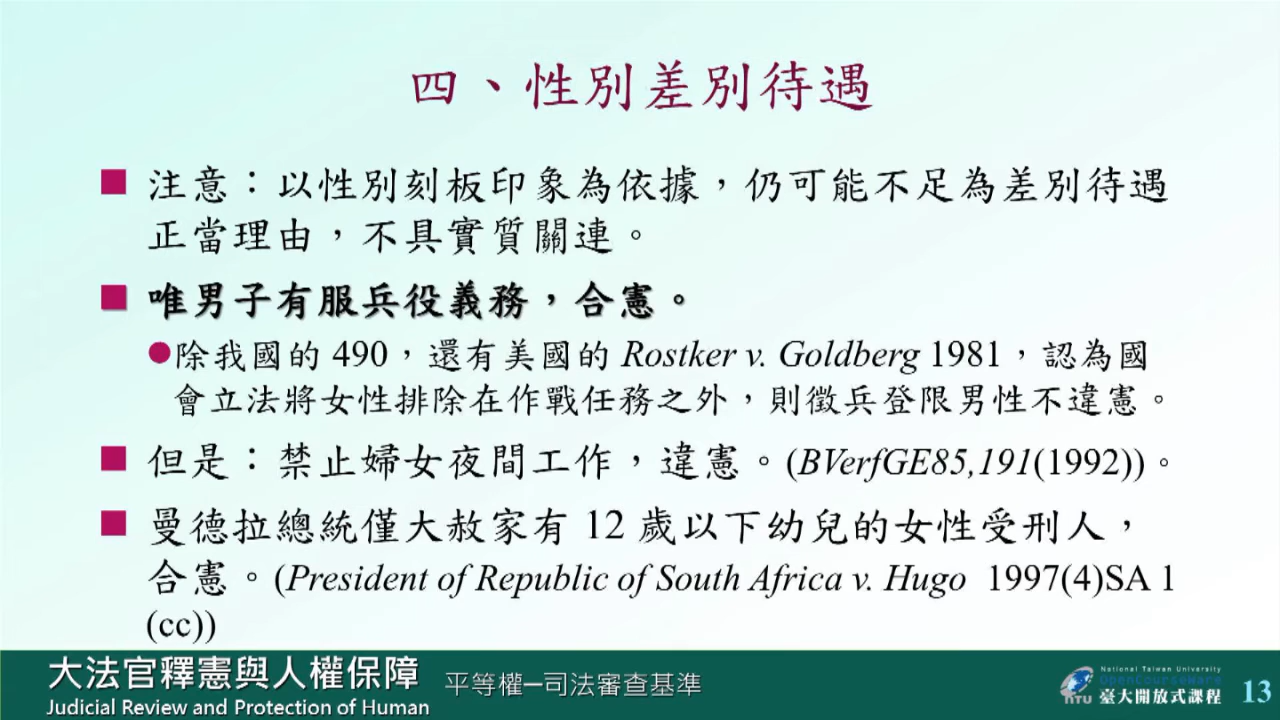 四、性別差別待遇
■ 注意：以性別刻板印象為依據，仍可能不足為差別待遇
正當理由，不具實質關連。
■ 唯男子有服兵役義務，合憲。
●除我國的 490，還有美國的 Rostker v. Goldberg 1981，認為國
會立法將女性排除在作戰任務之外，則徵兵登限男性不違憲。
■ 但是：禁止婦女夜間工作，違憲。(BVerfGE85,191(1992))。
■ 曼德拉總統僅大赦家有 12 歲以下幼兒的女性受刑人，
合憲。(President of Republic of South Africa v. Hugo 1997(4)SA 1
(cc))
大法官釋憲與人權保障 平等權─司法審查基準
Judicial Review and Protection of Human
National Taiwan University
OpenCourseWare
NTU 臺大開放式課程 13